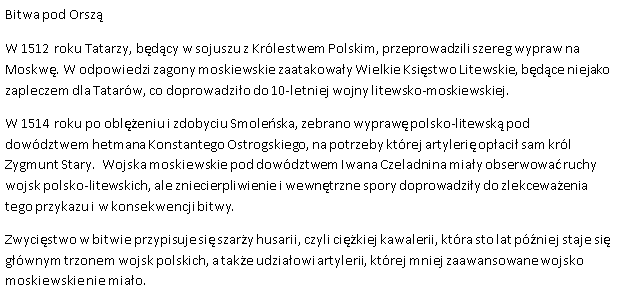 Bitwa pod Orszą
W 1512 roku Tatarzy, będący w sojuszu z Królestwem Polskim, przeprowadzili szereg wypraw na
Moskwę. W odpowiedzi zagony moskiewskie zaatakowały Wielkie Księstwo Litewskie, będące niejako
zapleczem dla Tatarów, co doprowadziło do 10-letniej wojny litewsko-moskiewskiej.
W 1514 roku po oblężeniu i zdobyciu Smoleńska, zebrano wyprawę polsko-litewską pod
dowództwem hetmana Konstantego Ostrogskiego, na potrzeby której artylerię opłacił sam król
Zygmunt Stary. Wojska moskiewskie pod dowództwem Iwana Czeladnina miały obserwować ruchy
wojsk polsko-litewskich, ale zniecierpliwienie i wewnętrzne spory doprowadziły do zlekceważenia
tego przykazu i w konsekwencji bitwy.
Zwycięstwo w bitwie przypisuje się szarży husarii, czyli ciężkiej kawalerii, która sto lat później staje się
głównym trzonem wojsk polskich, a także udziałowi artylerii, której mniej zaawansowane wojsko
moskiewskie nie miało.